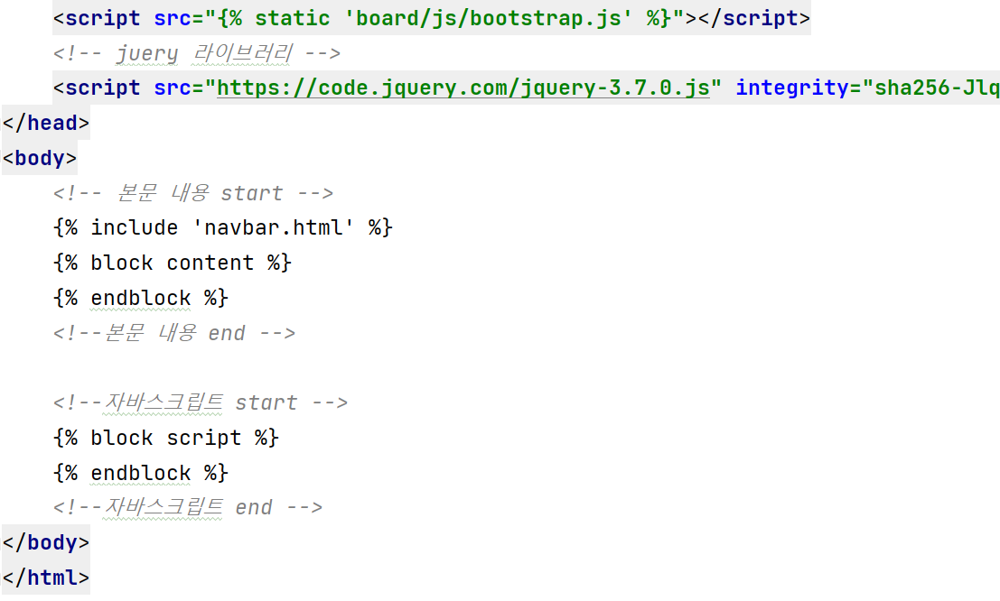 <script src="{% static 'board/js/bootstrap.js' %}"></script>
<!-- juery 라이브러리 -->
<script src="https://code.jquery.com/jquery-3.7.0.js" integrity="sha256-Jlq
</head>
<body>
<!-- 본문 내용 start -->
{% include 'navbar.html' %}
{% block content %}
{% endblock %}
<!--본문 내용 end -->
<!--자바스크립트 start -->
{% block script %}
{% endblock %}
<!--자바스크립트 end -->
</body>
</html>